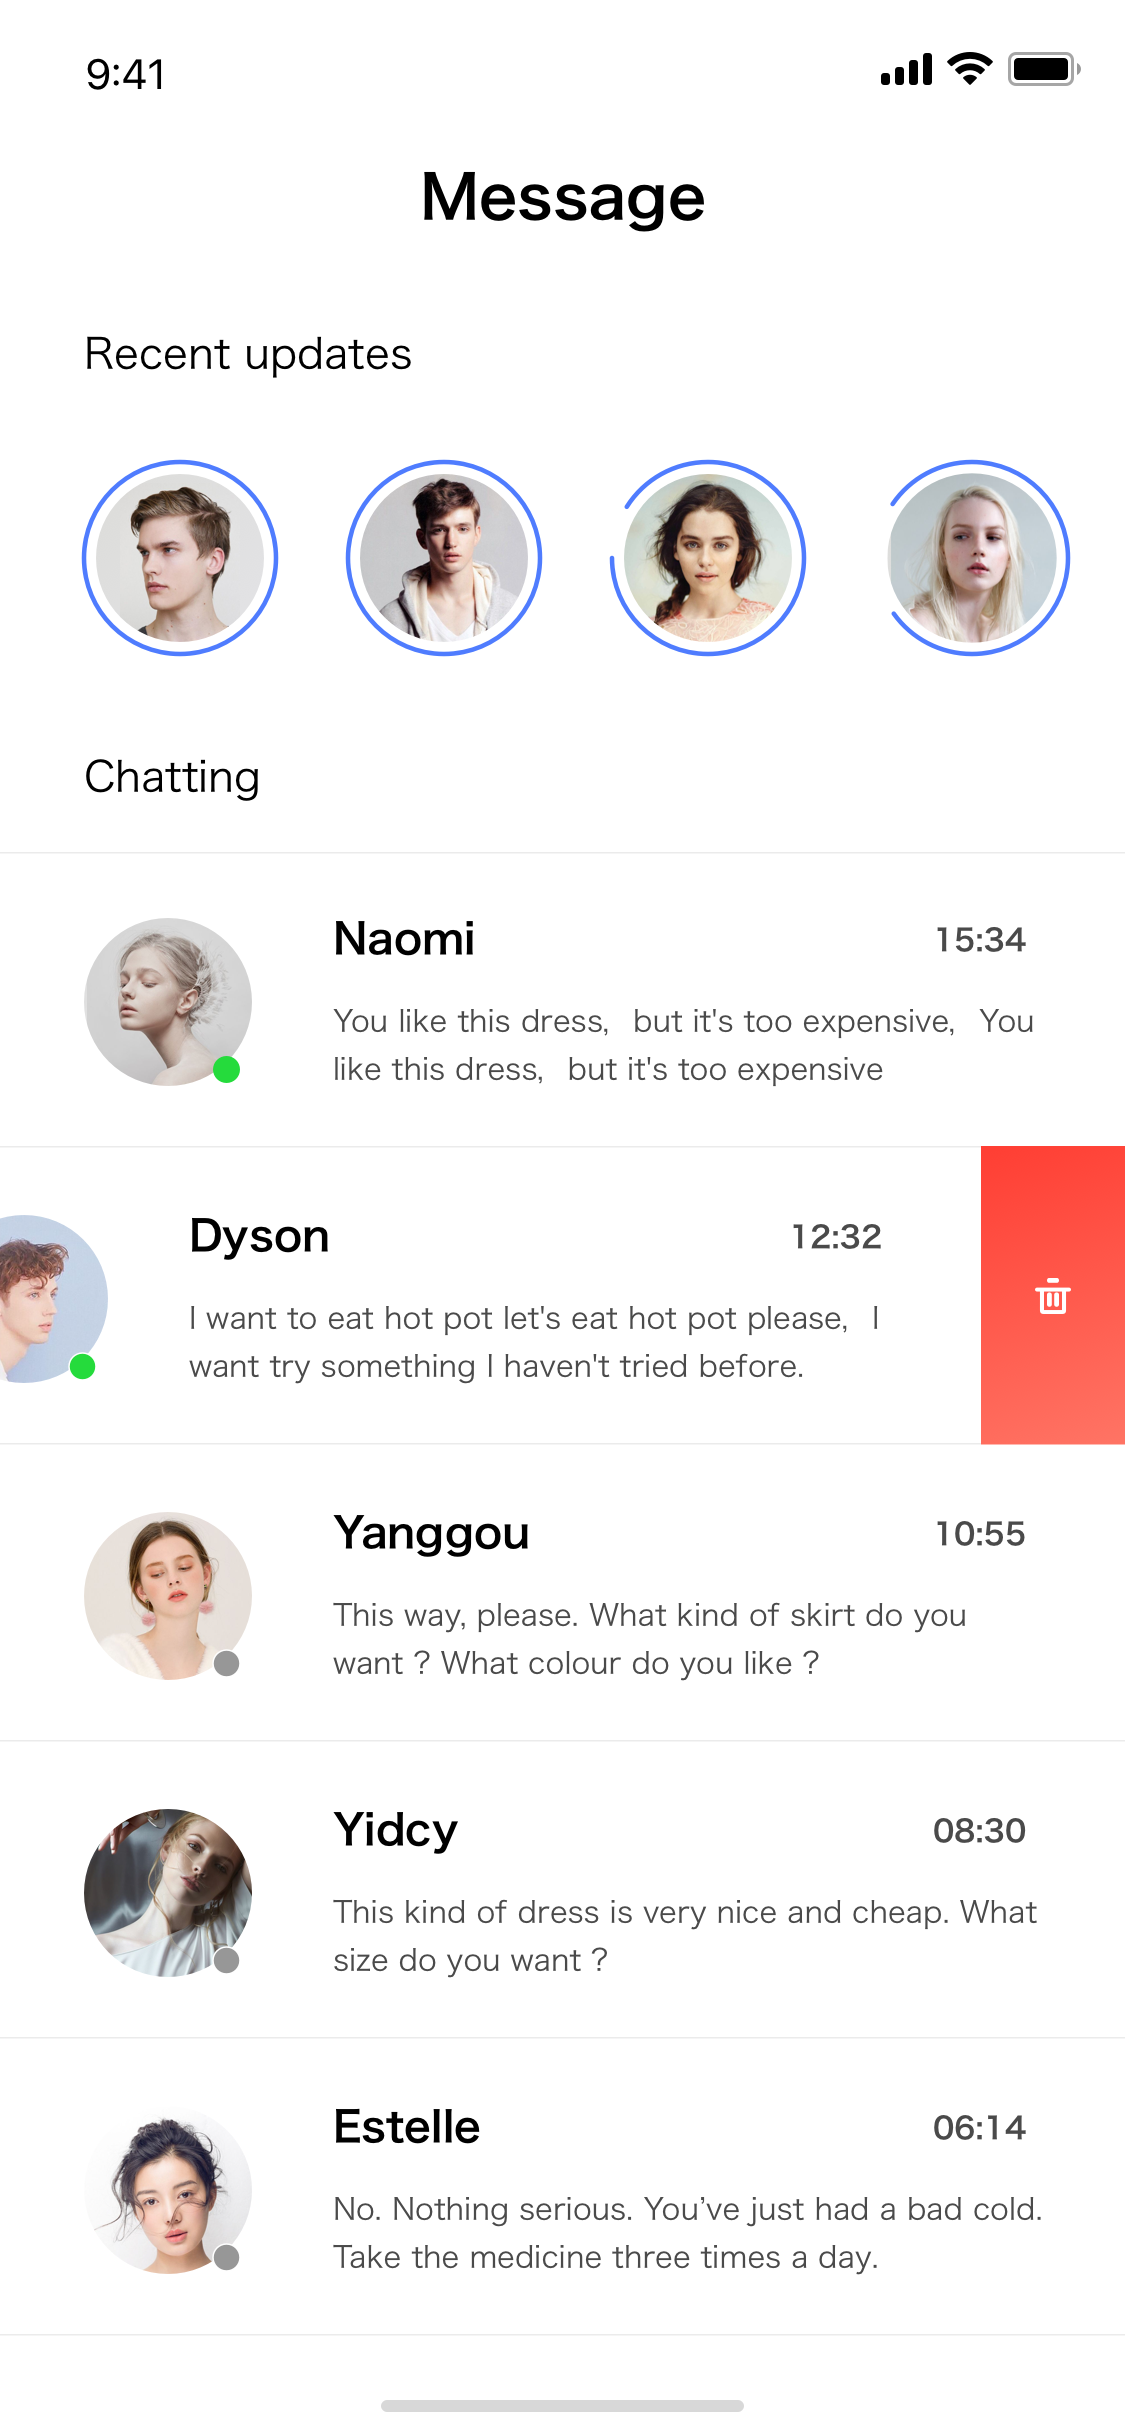 9:41
Message
Recent updates
Chatting
Naomi
15:34
You like this dress,  but it's too expensive,  You
like this dress,  but it's too expensive
Dyson
12:32
I want to eat hot pot let's eat hot pot please,  I
want try something I haven't tried before.
Yanggou
10:55
This way, please. What kind of skirt do you
want ? What colour do you like ?
Yidcy
08:30
This kind of dress is very nice and cheap. What
size do you want ?
Estelle
06:14
No. Nothing serious. You’ve just had a bad cold.
Take the medicine three times a day.